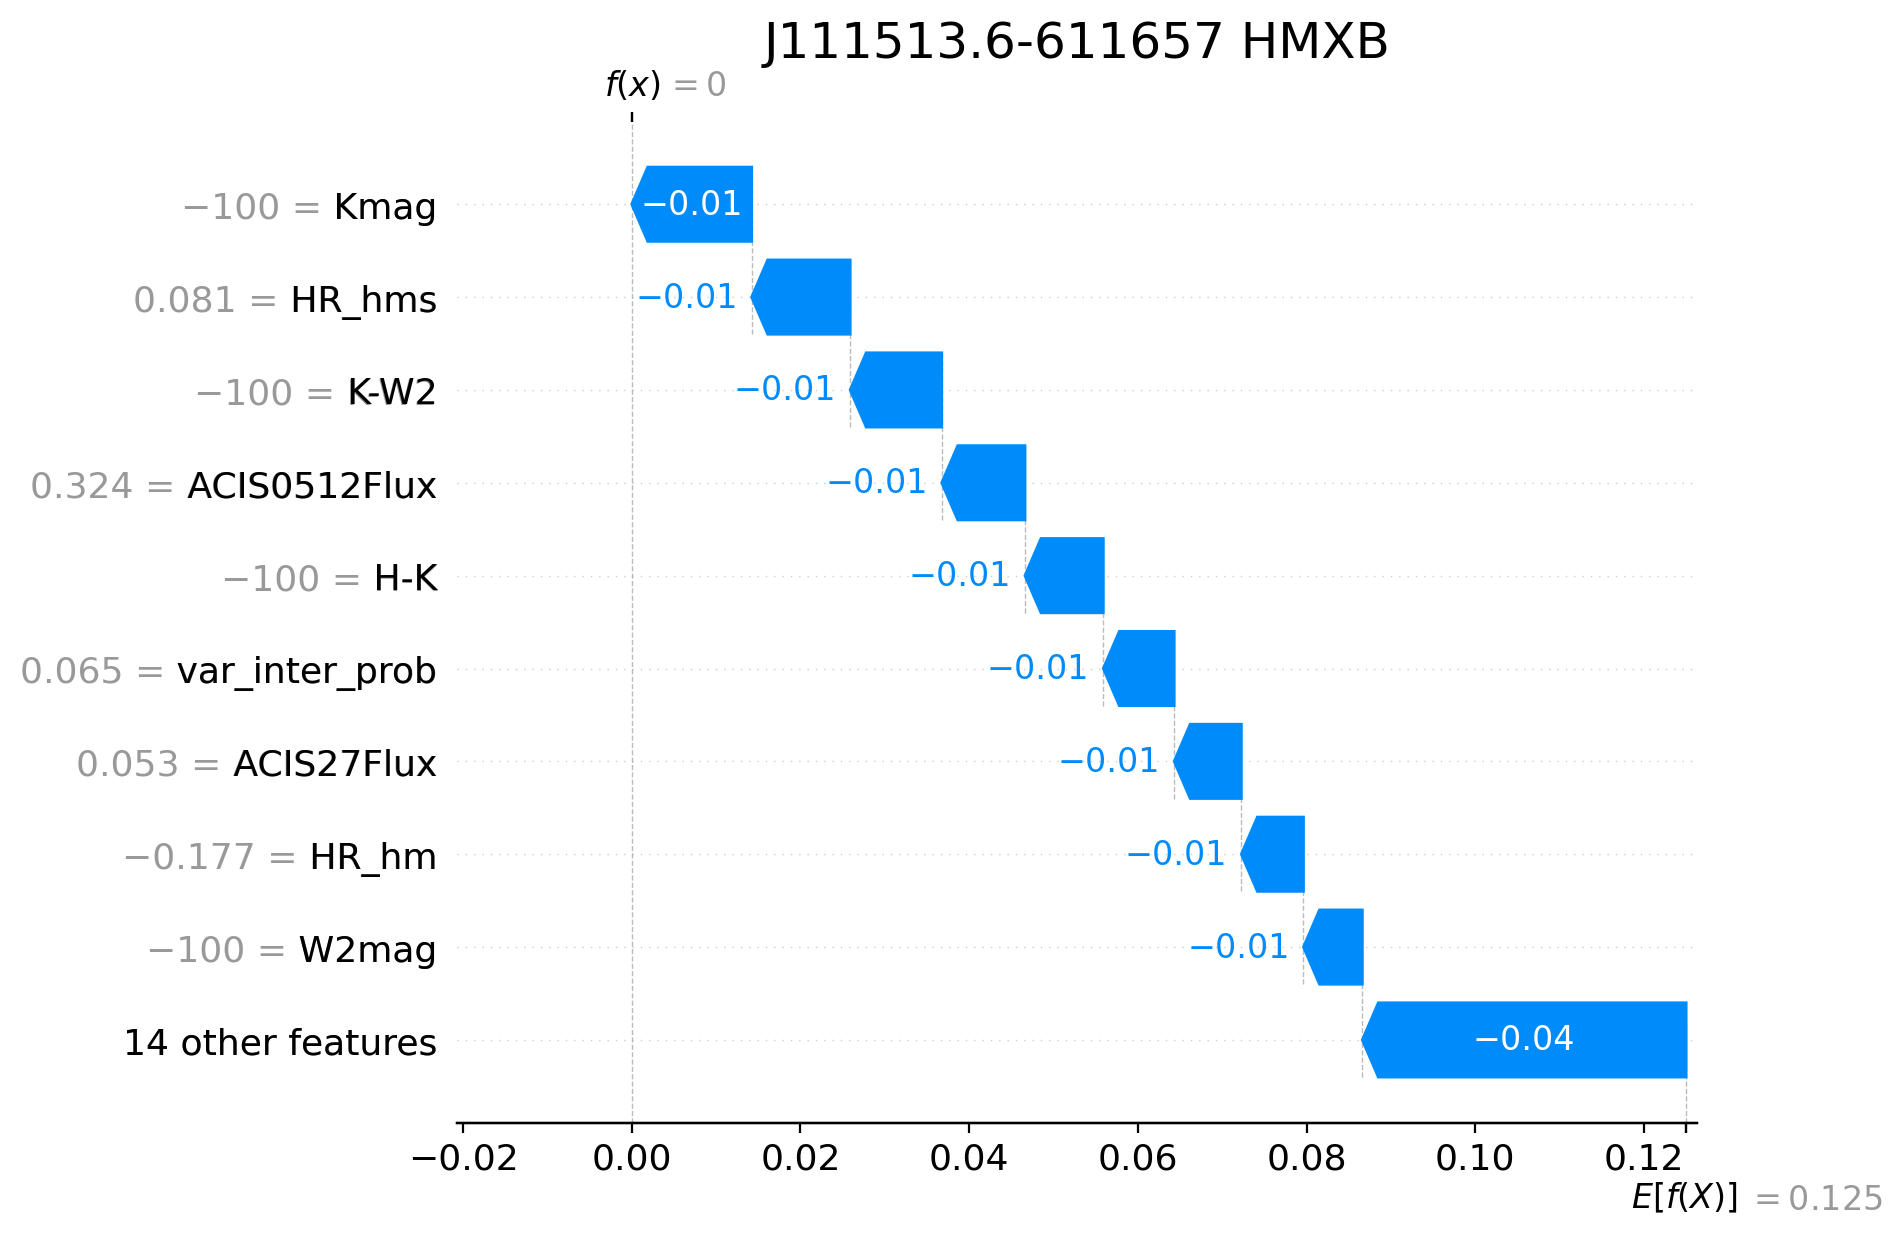 J111513.6-611657 HMXB
f(x) = 0
−100 = Kmag −0.01
0.081 = HR_hms −0.01
−100 = K-W2 −0.01
0.324 = ACIS0512Flux −0.01
−100 = H-K −0.01
0.065 = var_inter_prob −0.01
0.053 = ACIS27Flux −0.01
−0.177 = HR_hm −0.01
−100 = W2mag −0.01
14 other features −0.04
−0.02 0.00 0.02 0.04 0.06 0.08 0.10 0.12
E[f(X)] = 0.125